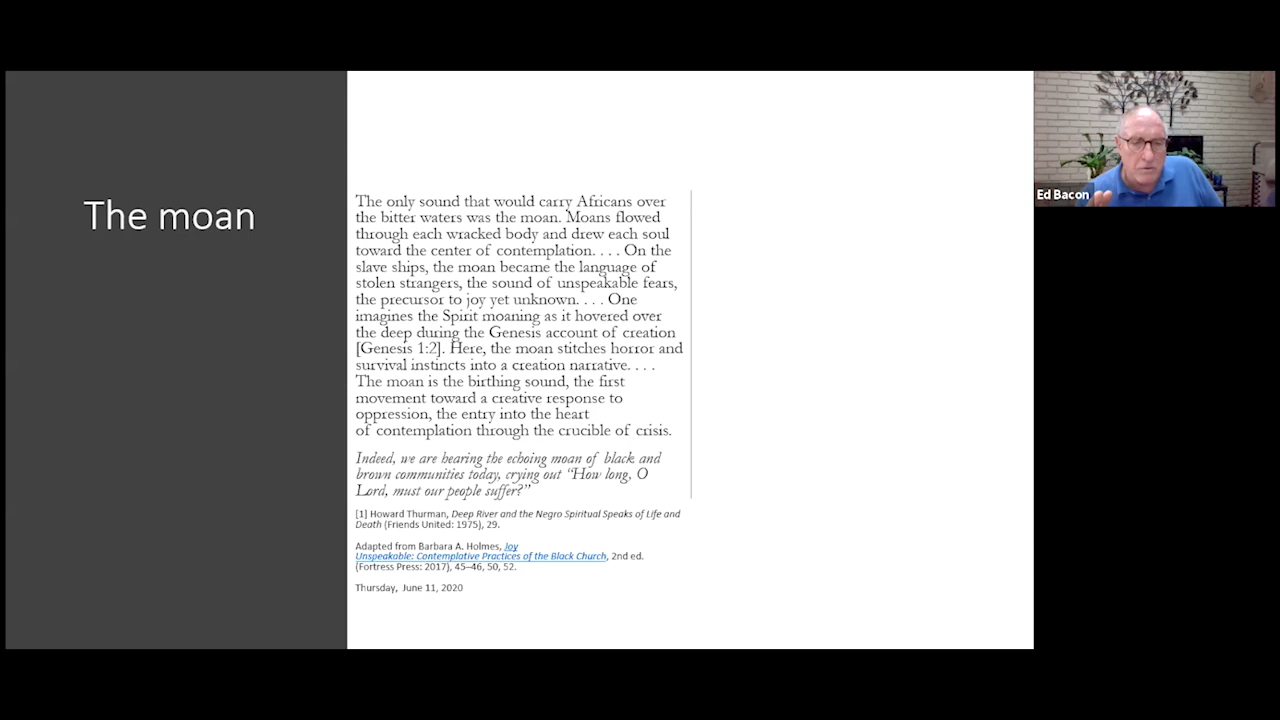 The moan
The only sound that would carry Africans over
the bitter waters was the moan. Moans flowed
through each wracked body and drew each soul
toward the center of contemplation. . . . On the
slave ships, the moan became the language of
stolen strangers, the sound of unspeakable fears,
the precursor to joy yet unknown. . . . One
imagines the Spirit moaning as it hovered over
the deep during the Genesis account of creation
[Genesis 1:2]. Here, the moan stitches horror and
survival instincts into a creation narrative. . . .
The moan is the birthing sound, the first
movement toward a creative response to
oppression, the entry into the heart
of contemplation through the crucible of crisis.
Indeed, we are hearing the echoing moan of black and
brown communities today, crying out “How long, O
Lord, must our people suffer?”
[1] Howard Thurman, Deep River and the Negro Spiritual Speaks of Life and
Death (Friends United: 1975), 29.
Adapted from Barbara A. Holmes, Joy
Unspeakable: Contemplative Practices of the Black Church, 2nd ed.
(Fortress Press: 2017), 45–46, 50, 52.
Thursday, June 11, 2020
Ed Bacon